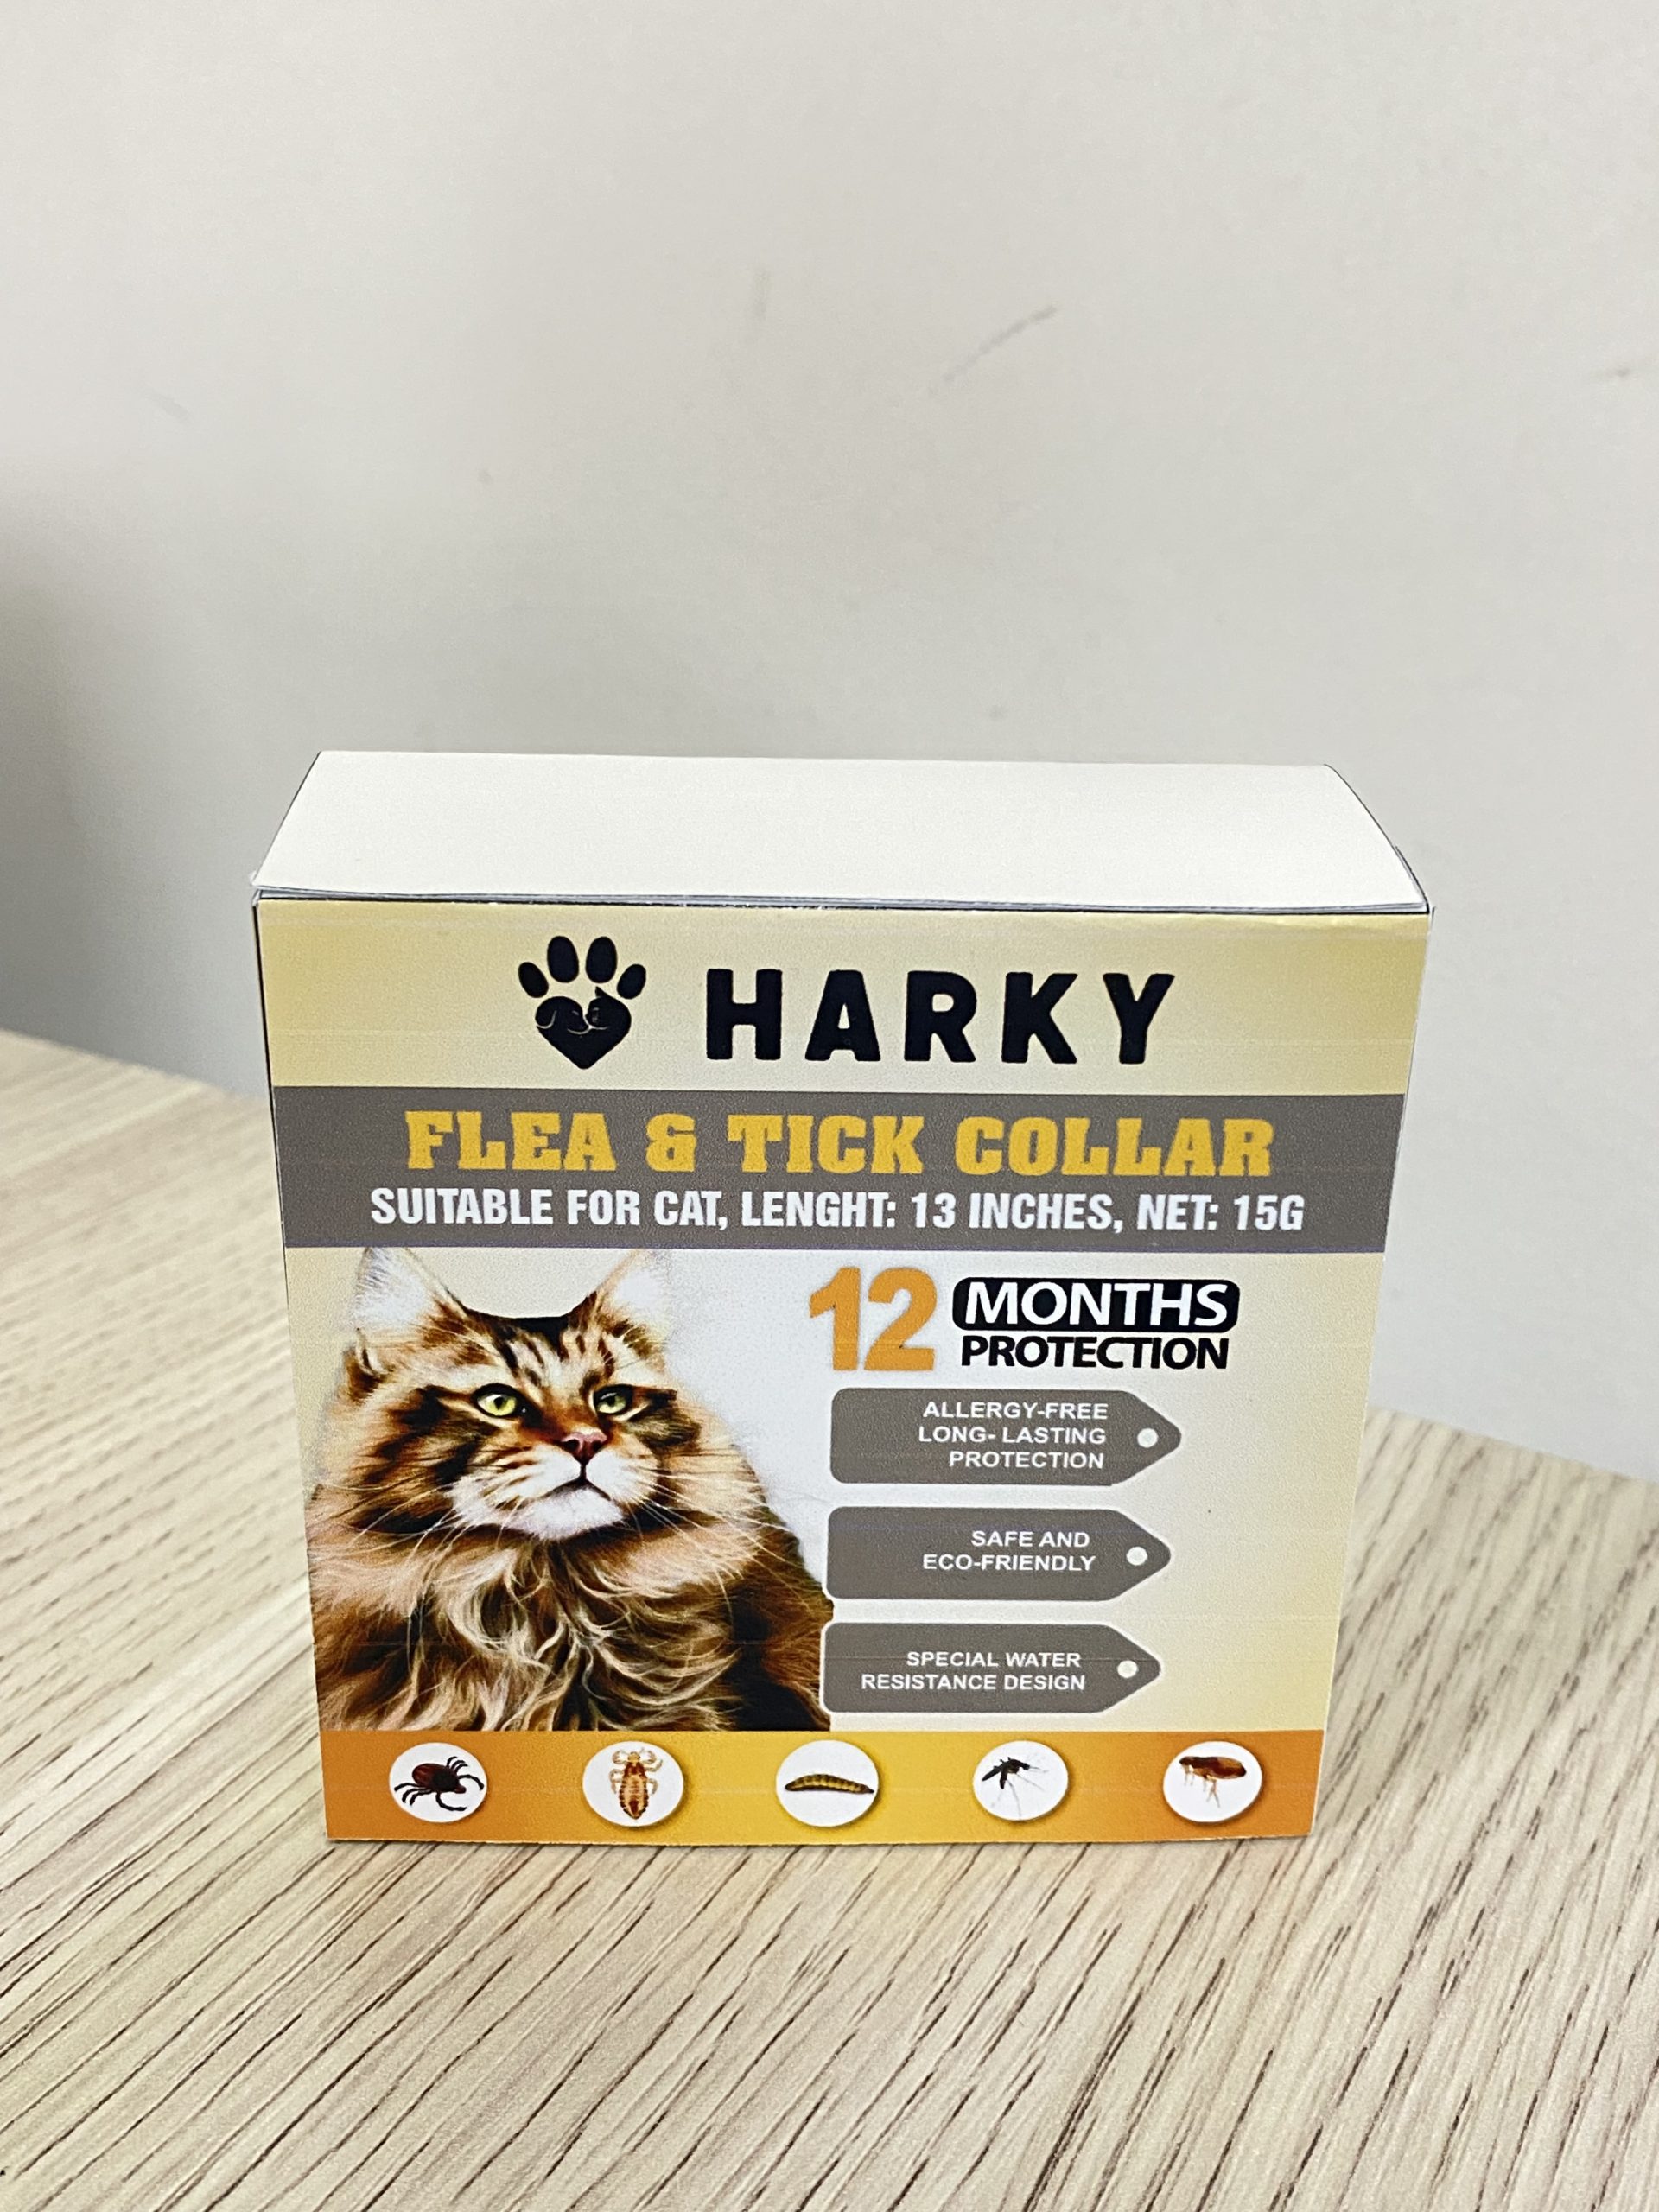 HARKY
FLEA & TICK COLLAR
SUITABLE FOR CAT, LENGHT: 13 INCHES, NET: 15G
12 MONTHS
PROTECTION
ALLERGY-FREE
LONG- LASTING
PROTECTION
SAFE AND
ECO-FRIENDLY
SPECIAL WATER
RESISTANCE DESIGN